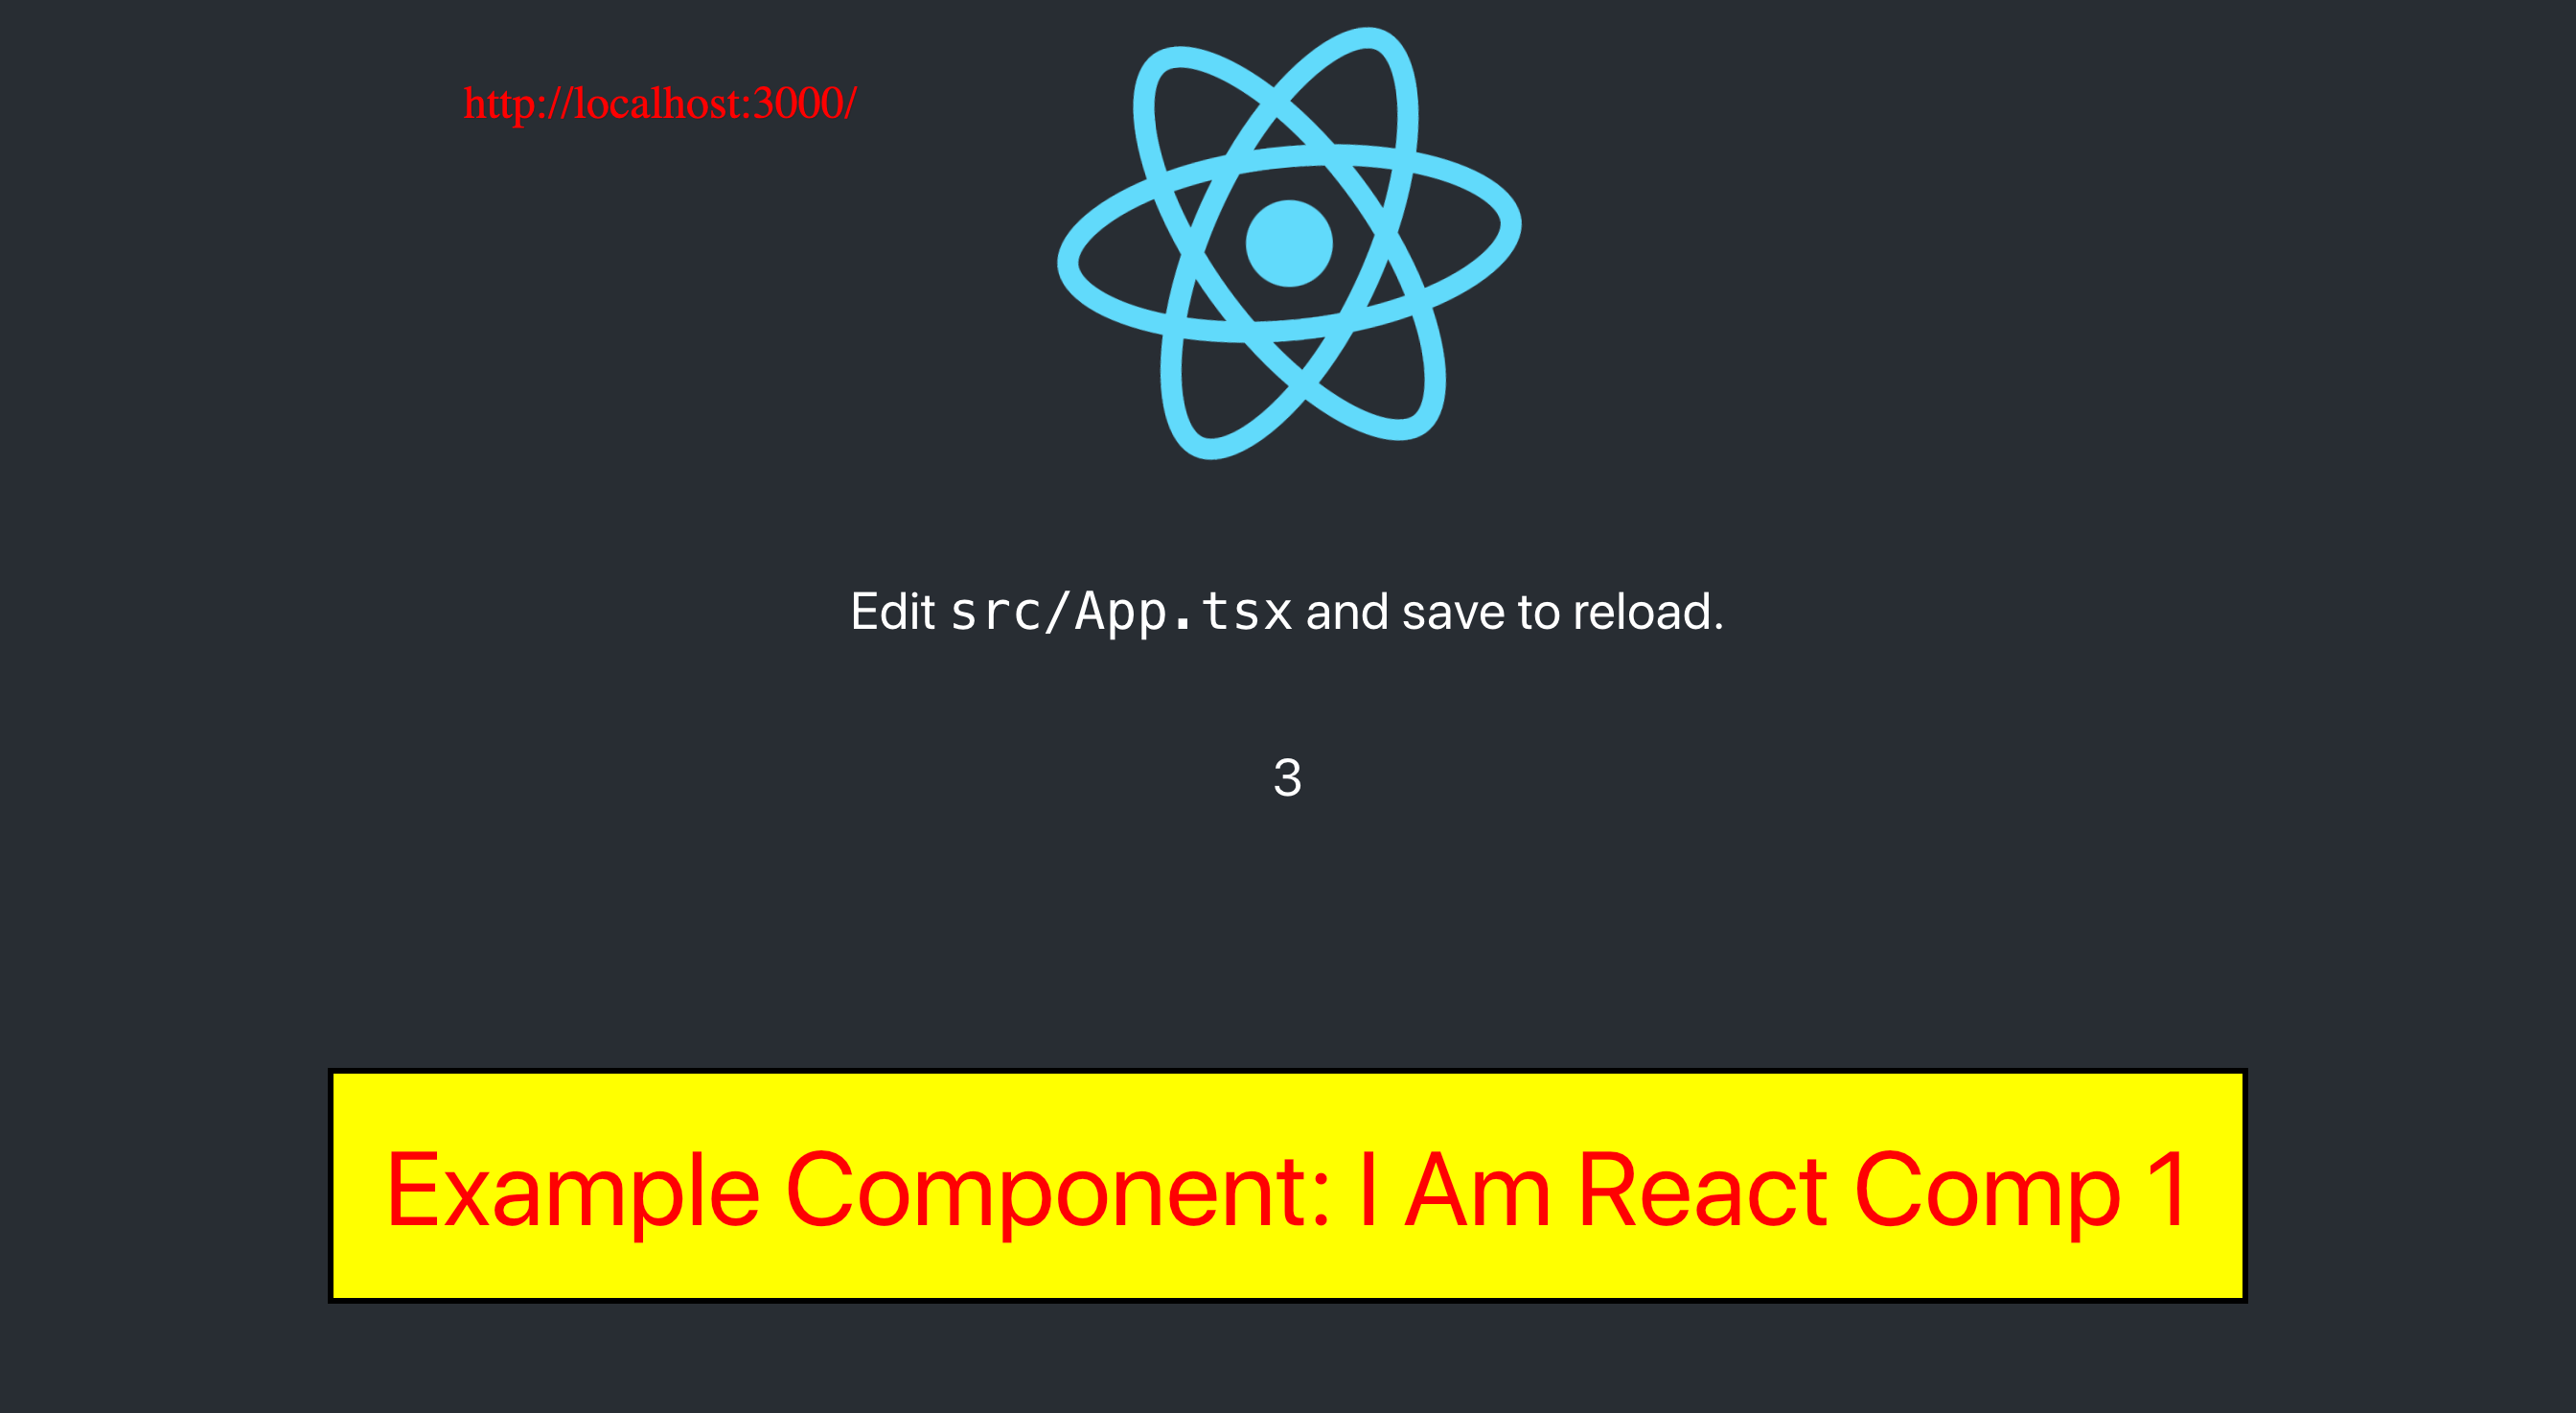 http://localhost:3000/
Edit src/App.tsx and save to reload.
3
Example Component: I Am React Comp 1